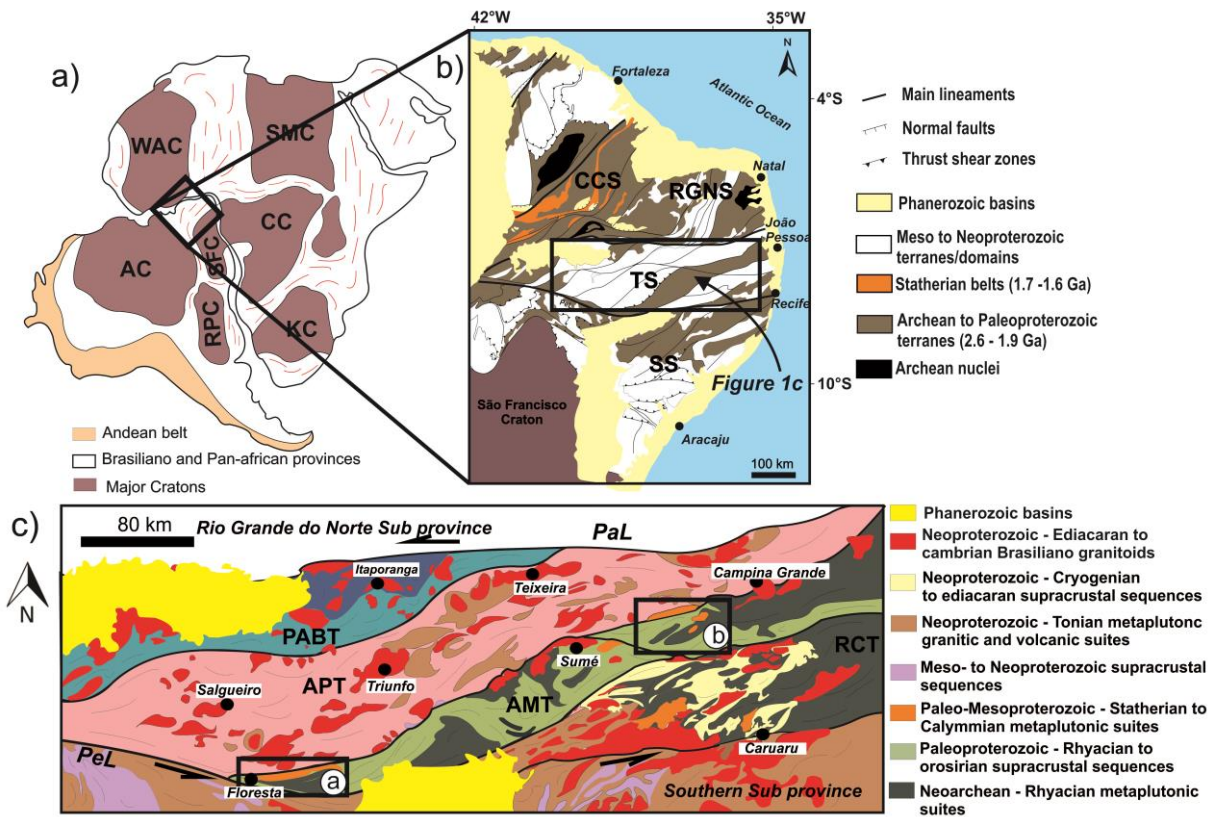 42°W
35°W
a)
WAC
SMC
CC
AC
SFC
RPC
KC
Andean belt
Brasiliano and Pan-african provinces
Major Cratons
b)
N
Fortaleza
Atlantic Ocean
4°S
CCS
RGNS
Natal
João
Pessoa
TS
Recife
SS
Figure 1c
10°S
São Francisco
Craton
Aracaju
100 km
Main lineaments
Normal faults
Thrust shear zones
Phanerozoic basins
Meso to Neoproterozoic
terranes/domains
Statherian belts (1.7 -1.6 Ga)
Archean to Paleoproterozoic
terranes (2.6 - 1.9 Ga)
Archean nuclei
c)
80 km
Rio Grande do Norte Sub province
PaL
N
Itaporanga
Teixeira
Campina Grande
PABT
b
RCT
Sumé
Salgueiro
APT
Triunfo
AMT
PeL
Caruaru
Floresta
a
Southern Sub province
Phanerozoic basins
Neoproterozoic - Ediacaran to
cambrian Brasiliano granitoids
Neoproterozoic - Cryogenian
to ediacaran supracrustal sequences
Neoproterozoic - Tonian metaplutonc
granitic and volcanic suites
Meso- to Neoproterozoic supracrustal
sequences
Paleo-Mesoproterozoic - Statherian to
Calymmian metaplutonic suites
Paleoproterozoic - Rhyacian to
orosirian supracrustal sequences
Neoarchean - Rhyacian metaplutonic
suites